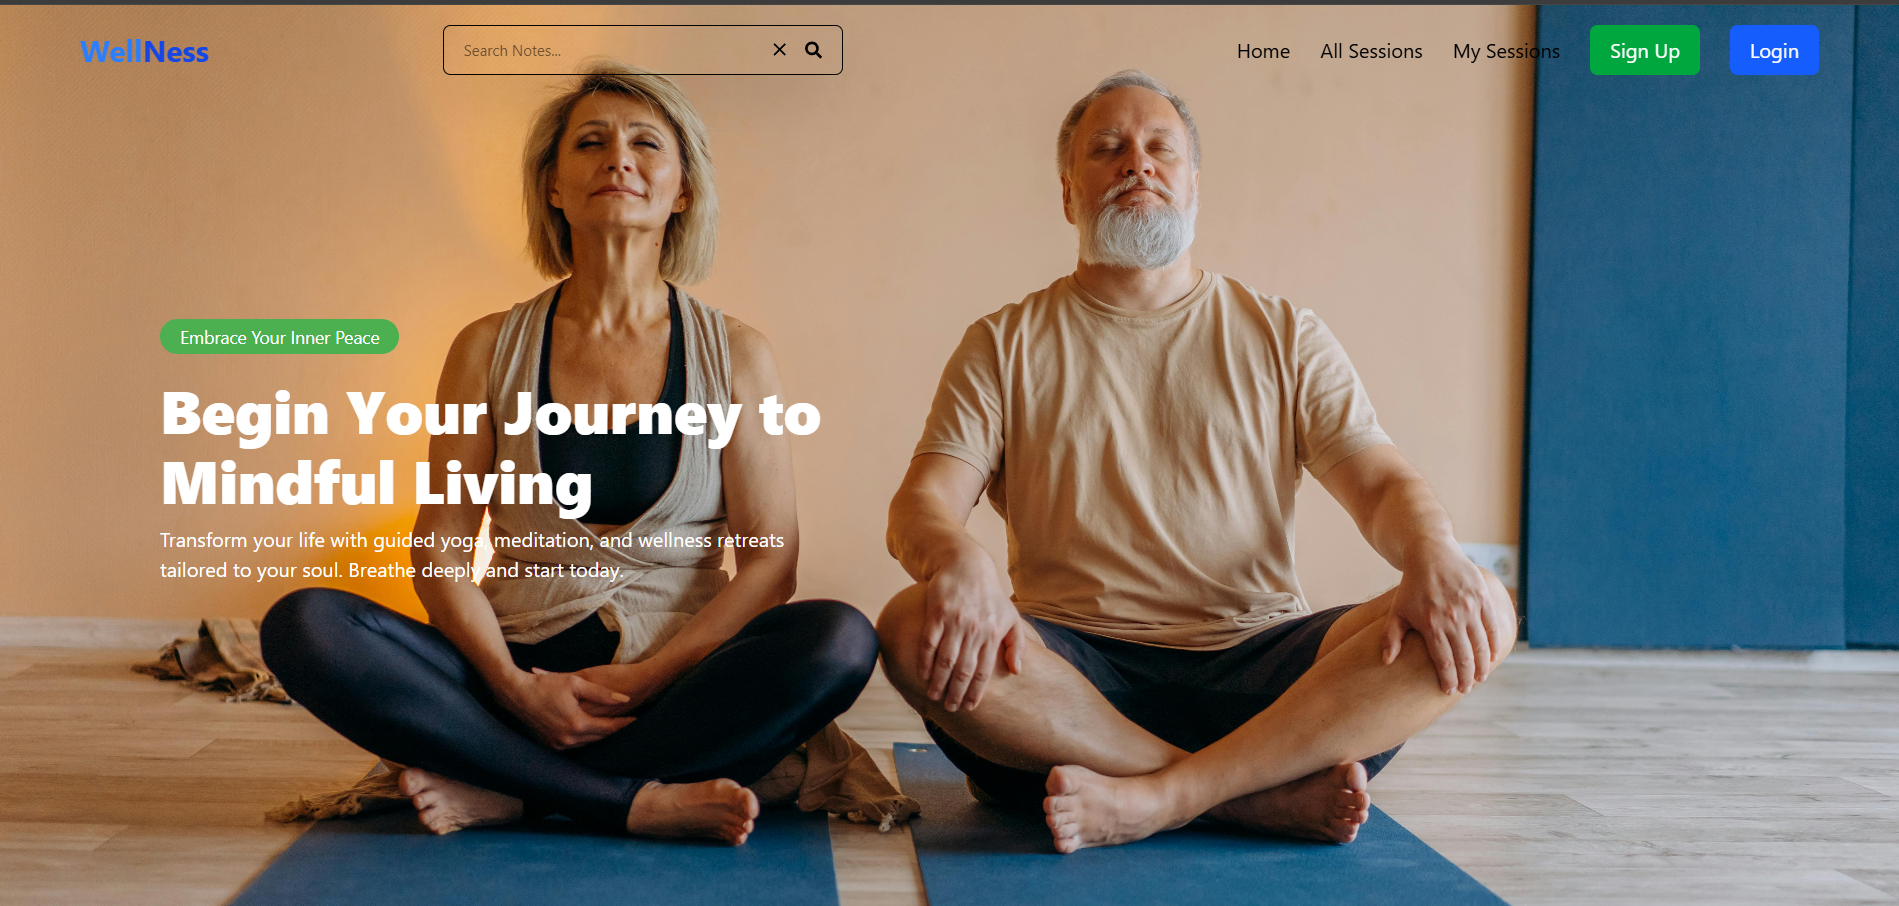 WellNess
Search Notes...
Home
All Sessions
My Sessions
Sign Up
Login
Embrace Your Inner Peace
Begin Your Journey to
Mindful Living
Transform your life with guided yoga, meditation, and wellness retreats
tailored to your soul. Breathe deeply and start today.